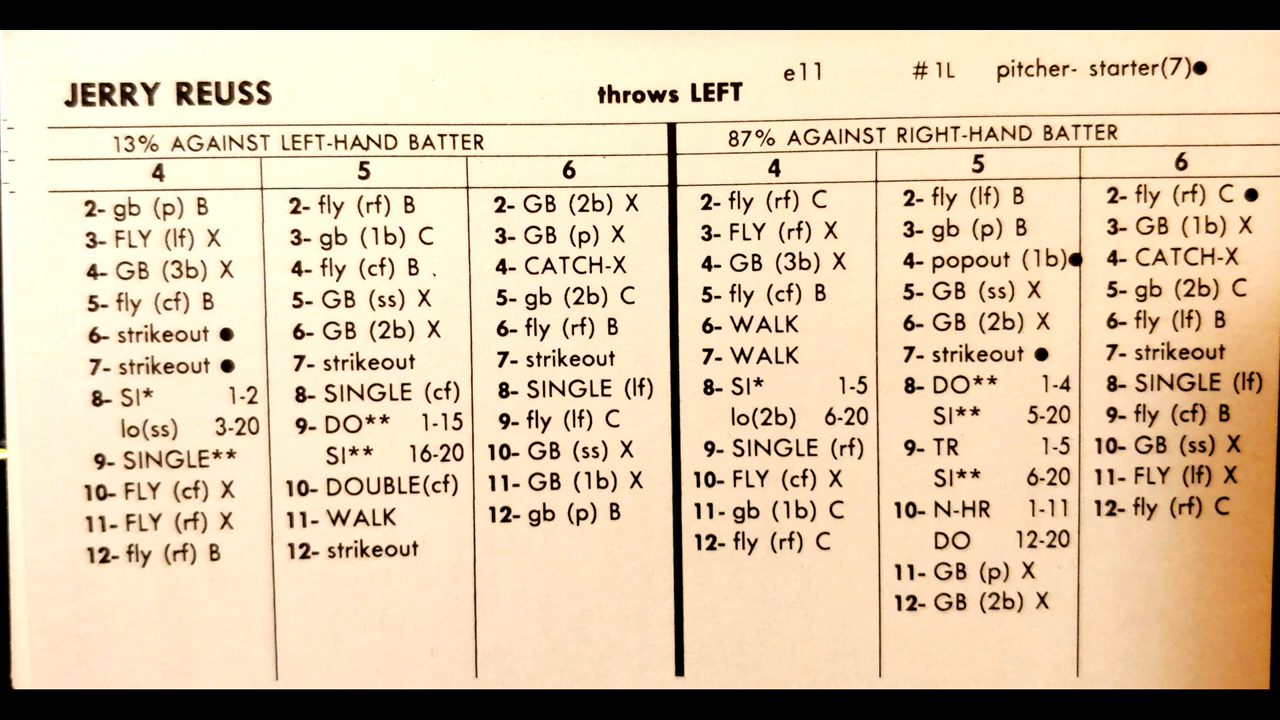 JERRY REUSS throws LEFT e11 #1L pitcher- starter(7)●
13% AGAINST LEFT-HAND BATTER
4 5 6
2- gb (p) B 2- fly (rf) B 2- GB (2b) X
3- FLY (lf) X 3- gb (1b) C 3- GB (p) X
4- GB (3b) X 4- fly (cf) B 4- CATCH-X
5- fly (cf) B 5- GB (ss) X 5- gb (2b) C
6- strikeout ● 6- GB (2b) X 6- fly (rf) B
7- strikeout ● 7- strikeout 7- strikeout
8- SI* 1-2 8- SINGLE (cf) 8- SINGLE (lf)
lo(ss) 3-20 9- DO** 1-15 9- fly (lf) C
9- SINGLE** SI** 16-20 10- GB (ss) X
10- FLY (cf) X 10- DOUBLE(cf) 11- GB (1b) X
11- FLY (rf) X 11- WALK 12- gb (p) B
12- fly (rf) B 12- strikeout
87% AGAINST RIGHT-HAND BATTER
4 5 6
2- fly (rf) C 2- fly (lf) B 2- fly (rf) C ●
3- FLY (rf) X 3- gb (p) B 3- GB (1b) X
4- GB (3b) X 4- popout (1b)● 4- CATCH-X
5- fly (cf) B 5- GB (ss) X 5- gb (2b) C
6- WALK 6- GB (2b) X 6- fly (lf) B
7- WALK 7- strikeout ● 7- strikeout
8- SI* 1-5 8- DO** 1-4 8- SINGLE (lf)
lo(2b) 6-20 SI** 5-20 9- fly (cf) B
9- SINGLE (rf) 9- TR 1-5 10- GB (ss) X
10- FLY (cf) X SI** 6-20 11- FLY (lf) X
11- gb (1b) C 10- N-HR 1-11 12- fly (rf) C
12- fly (rf) C DO 12-20
11- GB (p) X
12- GB (2b) X